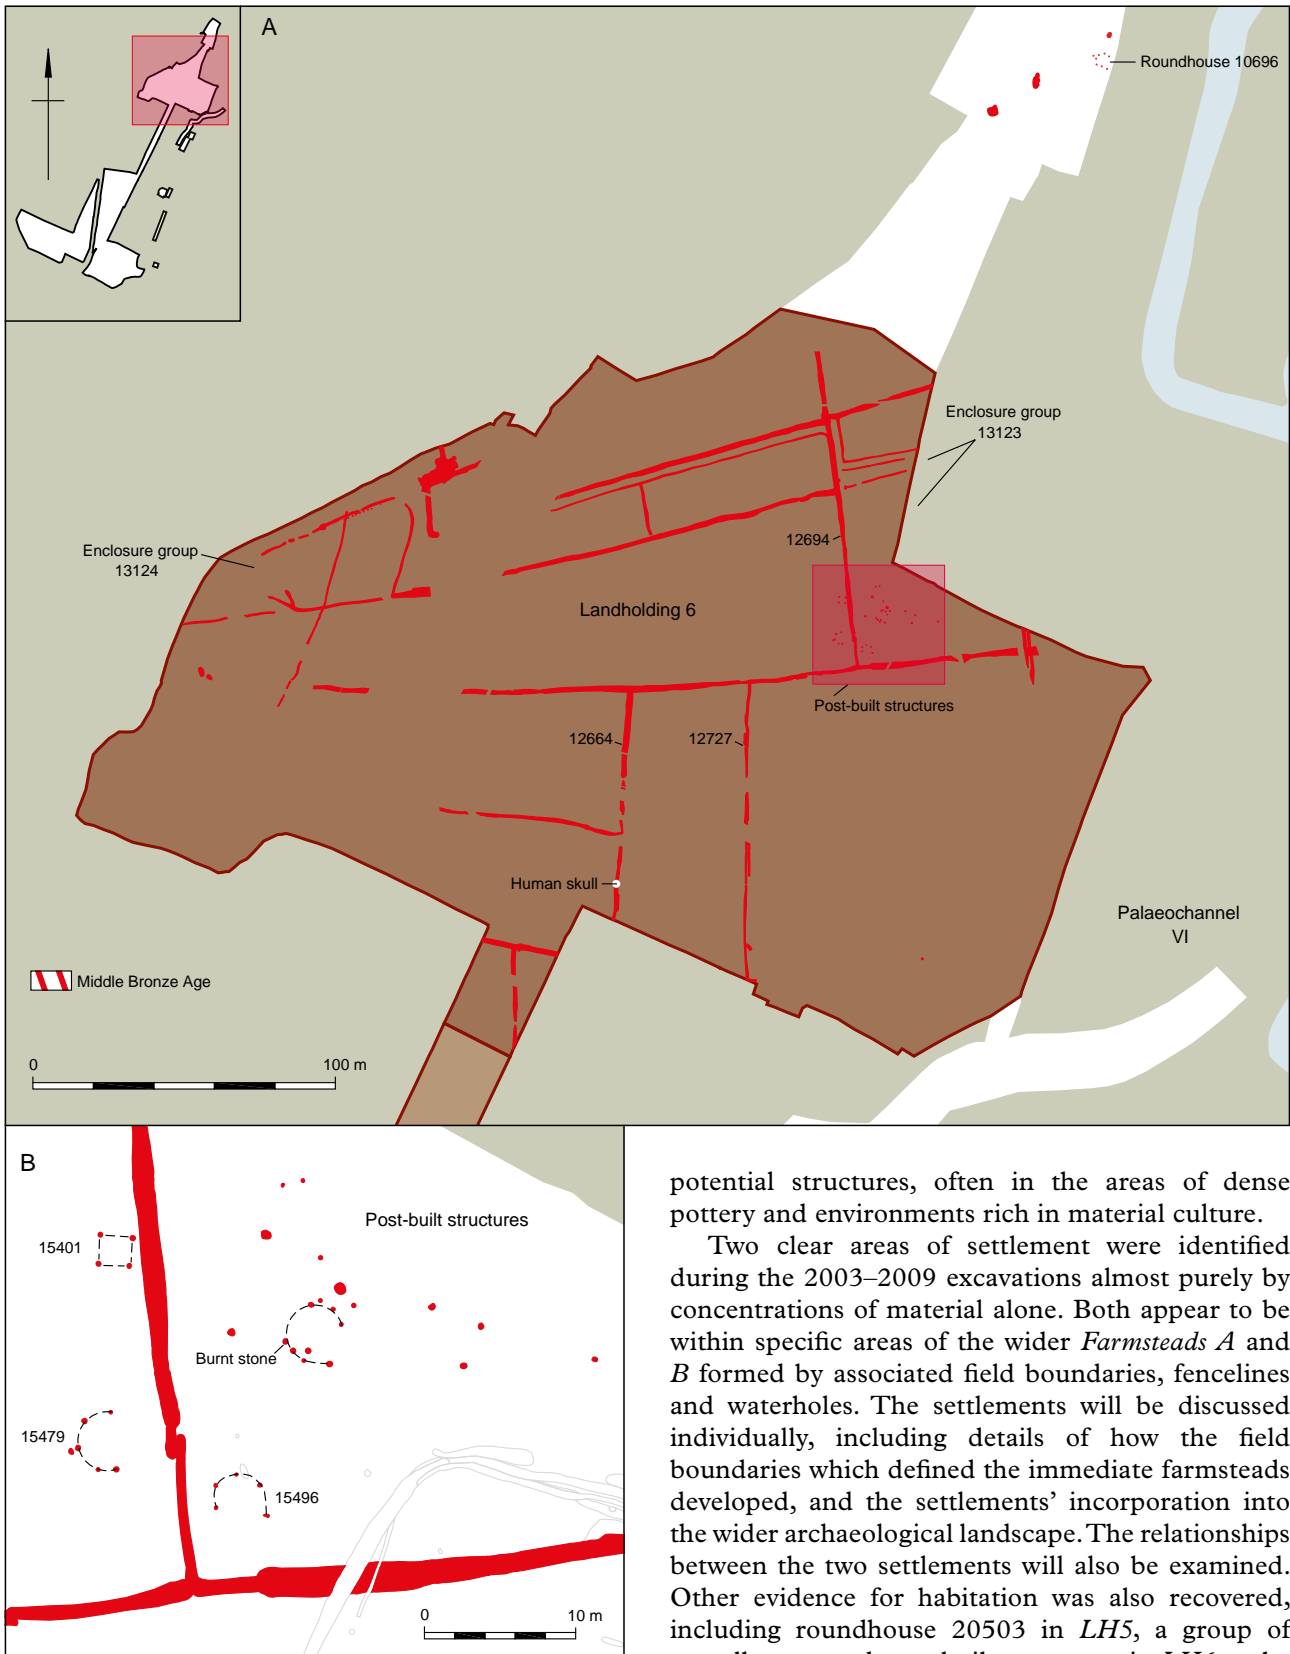 A
Roundhouse 10696
Enclosure group
13123
12694
Enclosure group
13124
Landholding 6
Post-built structures
12664
12727
Human skull
Palaeochannel
VI
Middle Bronze Age
0
100 m
B
Post-built structures
15401
Burnt stone
15479
15496
0
10 m
potential structures, often in the areas of dense
pottery and environments rich in material culture.
Two clear areas of settlement were identified
during the 2003–2009 excavations almost purely by
concentrations of material alone. Both appear to be
within specific areas of the wider Farmsteads A and
B formed by associated field boundaries, fencelines
and waterholes. The settlements will be discussed
individually, including details of how the field
boundaries which defined the immediate farmsteads
developed, and the settlements’ incorporation into
the wider archaeological landscape. The relationships
between the two settlements will also be examined.
Other evidence for habitation was also recovered,
including roundhouse 20503 in LH5, a group of